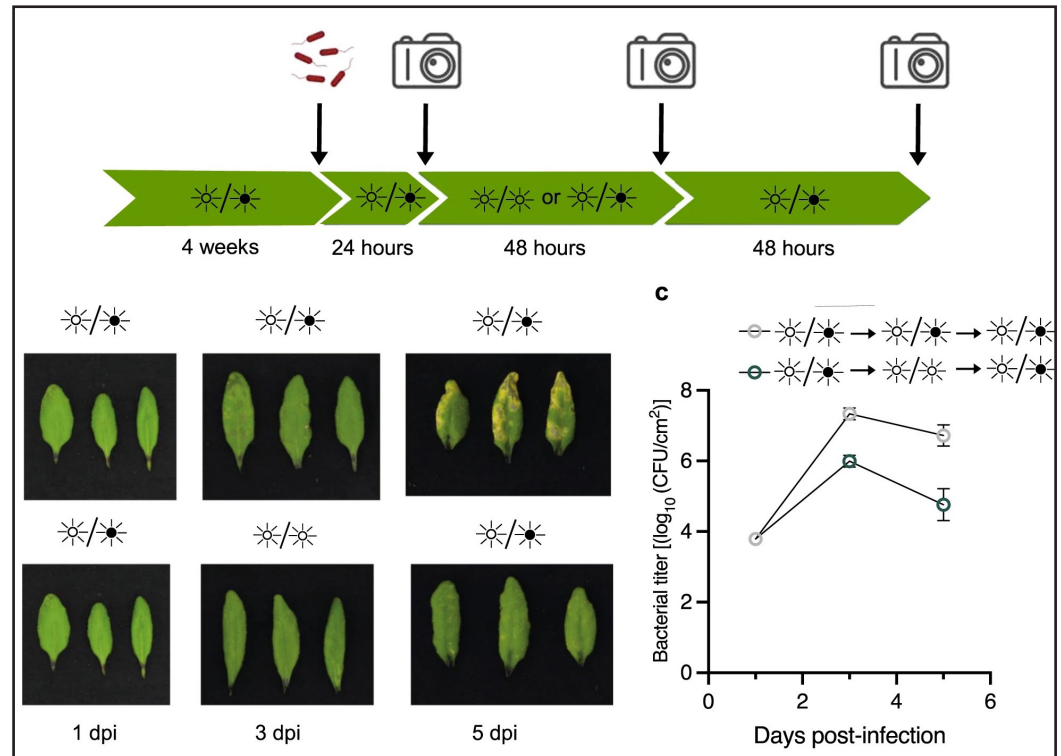 or
4 weeks
24 hours
48 hours
48 hours
c
1 dpi
3 dpi
5 dpi
Bacterial titer [(log10 (CFU/cm2)]
8
6
4
2
0
0
2
4
6
Days post-infection